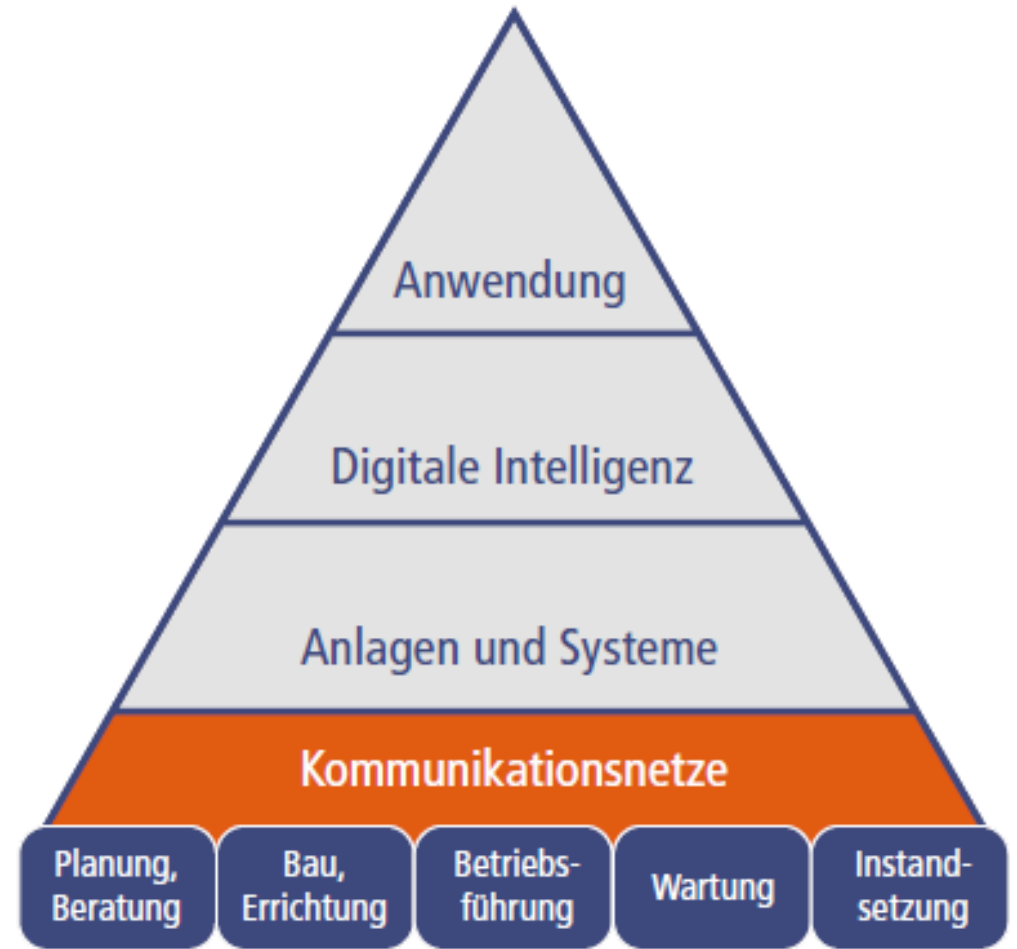 Anwendung
Digitale Intelligenz
Anlagen und Systeme
Kommunikationsnetze
Planung,
Beratung
Bau,
Errichtung
Betriebs-
führung
Wartung
Instand-
setzung